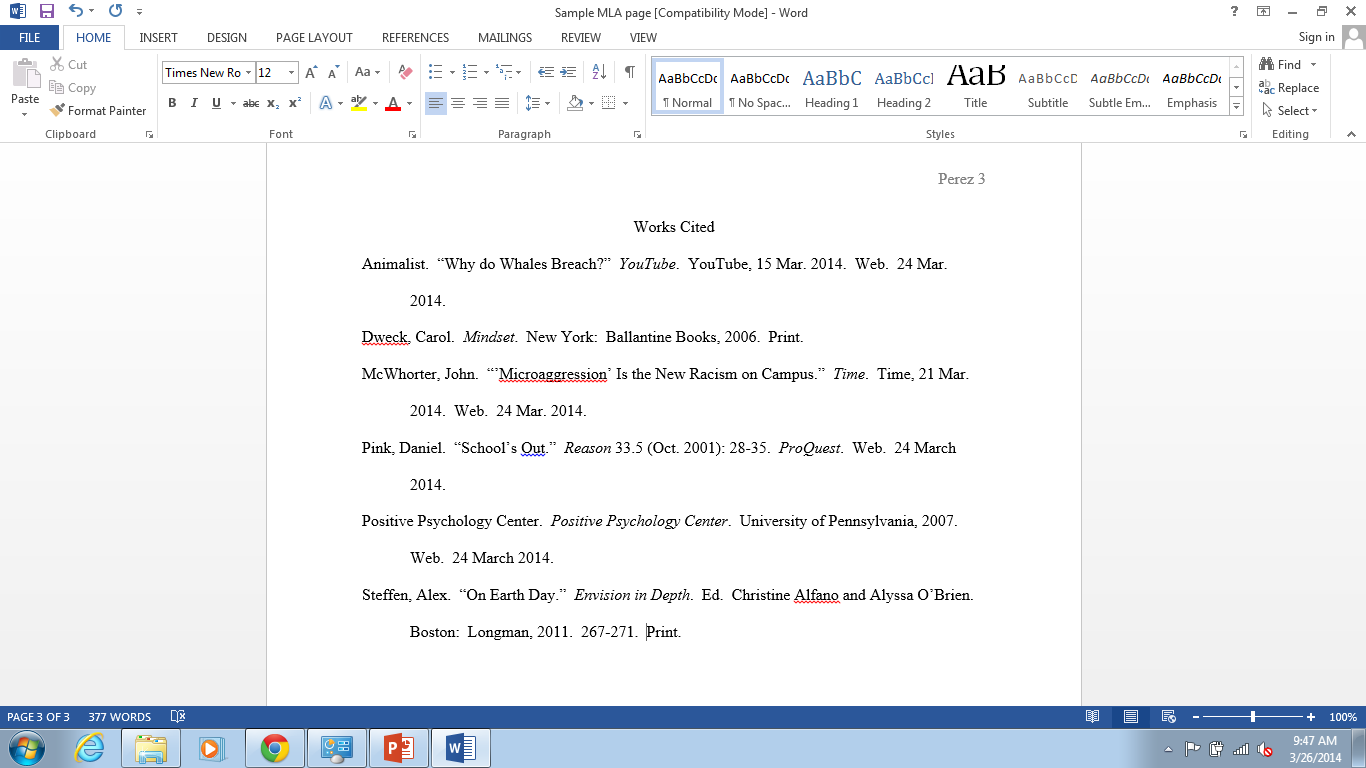 Sample MLA page [Compatibility Mode] - Word
FILE HOME INSERT DESIGN PAGE LAYOUT REFERENCES MAILINGS REVIEW VIEW Sign in
Cut
Copy
Format Painter
Paste
Clipboard
Times New Ro 12
Font
Paragraph
AaBbCcDc AaBbCcDc AaBbC AaBbCcI AaB AaBbCcD AaBbCcDc AaBbCcDc
¶ Normal ¶ No Spac... Heading 1 Heading 2 Title Subtitle Subtle Em... Emphasis
Styles
Find
Replace
Select
Editing
Perez 3
Works Cited
Animalist.  “Why do Whales Breach?”  YouTube.  YouTube, 15 Mar. 2014.  Web.  24 Mar.
2014.
Dweck, Carol.  Mindset.  New York:  Ballantine Books, 2006.  Print.
McWhorter, John.  “’Microaggression’ Is the New Racism on Campus.”  Time.  Time, 21 Mar.
2014.  Web.  24 Mar. 2014.
Pink, Daniel.  “School’s Out.”  Reason 33.5 (Oct. 2001): 28-35.  ProQuest.  Web.  24 March
2014.
Positive Psychology Center.  Positive Psychology Center.  University of Pennsylvania, 2007.
Web.  24 March 2014.
Steffen, Alex.  “On Earth Day.”  Envision in Depth.  Ed.  Christine Alfano and Alyssa O’Brien.
Boston:  Longman, 2011.  267-271.  Print.
PAGE 3 OF 3 377 WORDS 100%
9:47 AM
3/26/2014